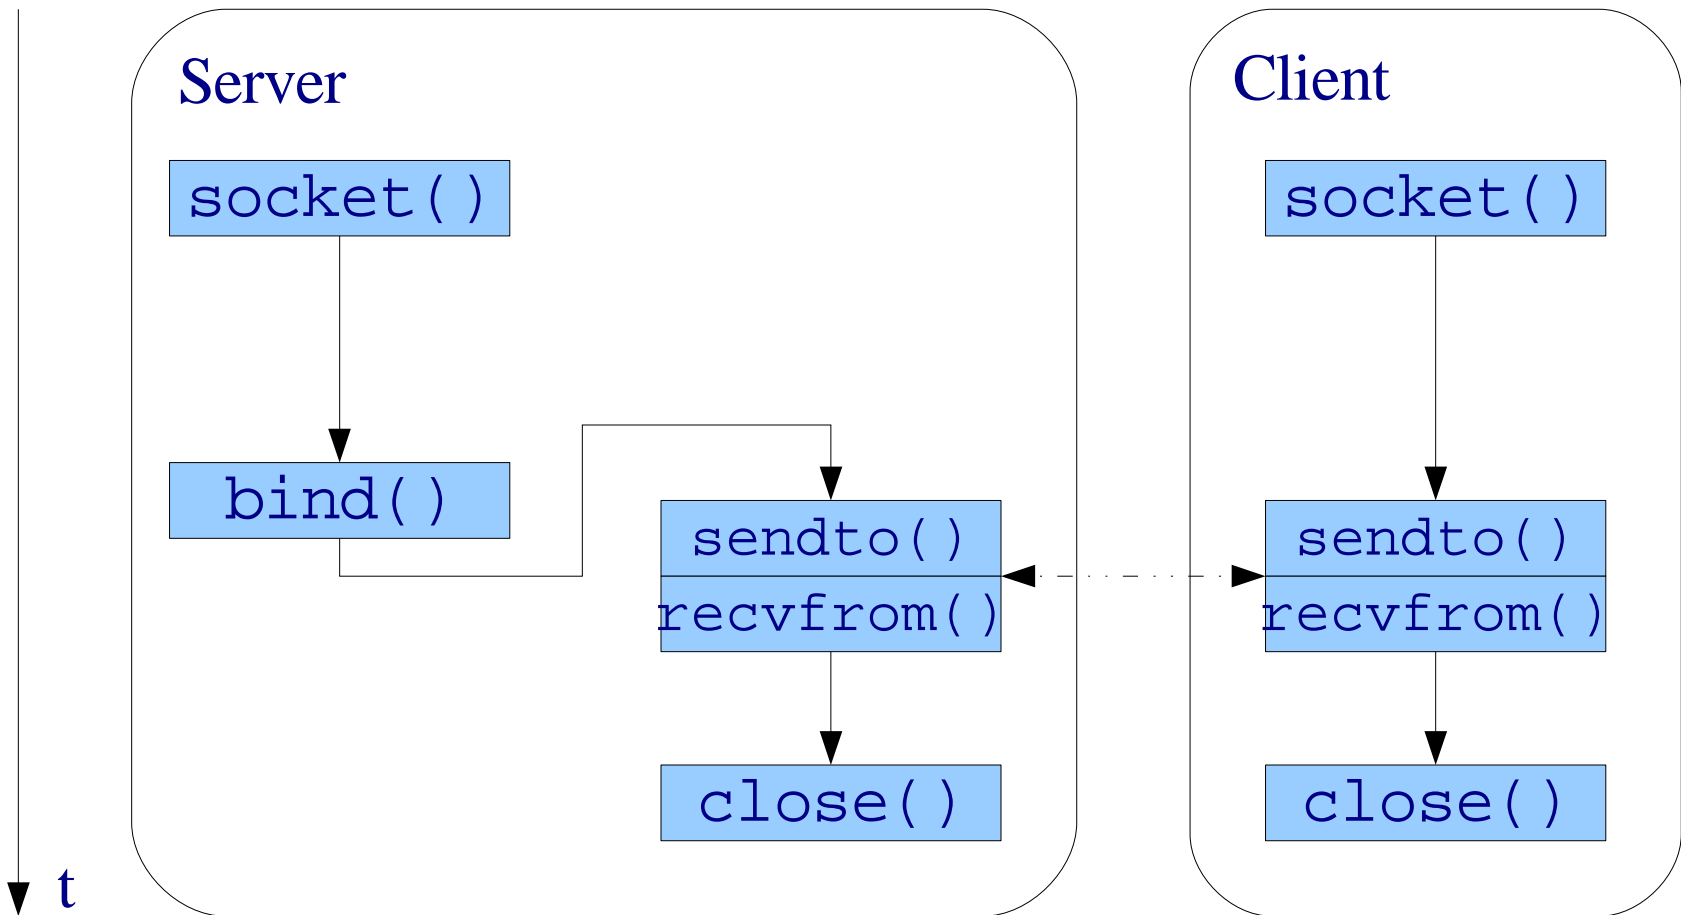 Server
socket()
bind()
sendto()
recvfrom()
close()
Client
socket()
sendto()
recvfrom()
close()
t